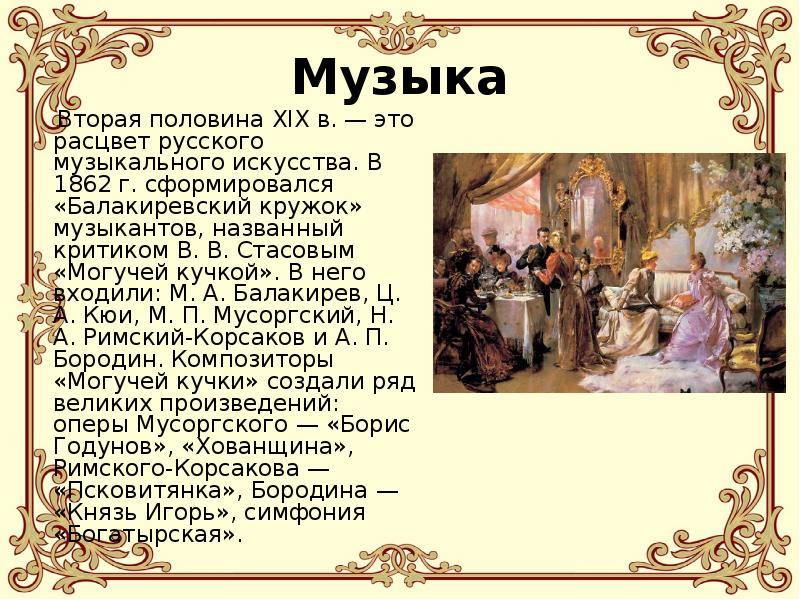 Музыка
Вторая половина XIX в. — это
расцвет русского
музыкального искусства. В
1862 г. сформировался
«Балакиревский кружок»
музыкантов, названный
критиком В. В. Стасовым
«Могучей кучкой». В него
входили: М. А. Балакирев, Ц.
А. Кюи, М. П. Мусоргский, Н.
А. Римский-Корсаков и А. П.
Бородин. Композиторы
«Могучей кучки» создали ряд
великих произведений:
оперы Мусоргского — «Борис
Годунов», «Хованщина»,
Римского-Корсакова —
«Псковитянка», Бородина —
«Князь Игорь», симфония
«Богатырская».